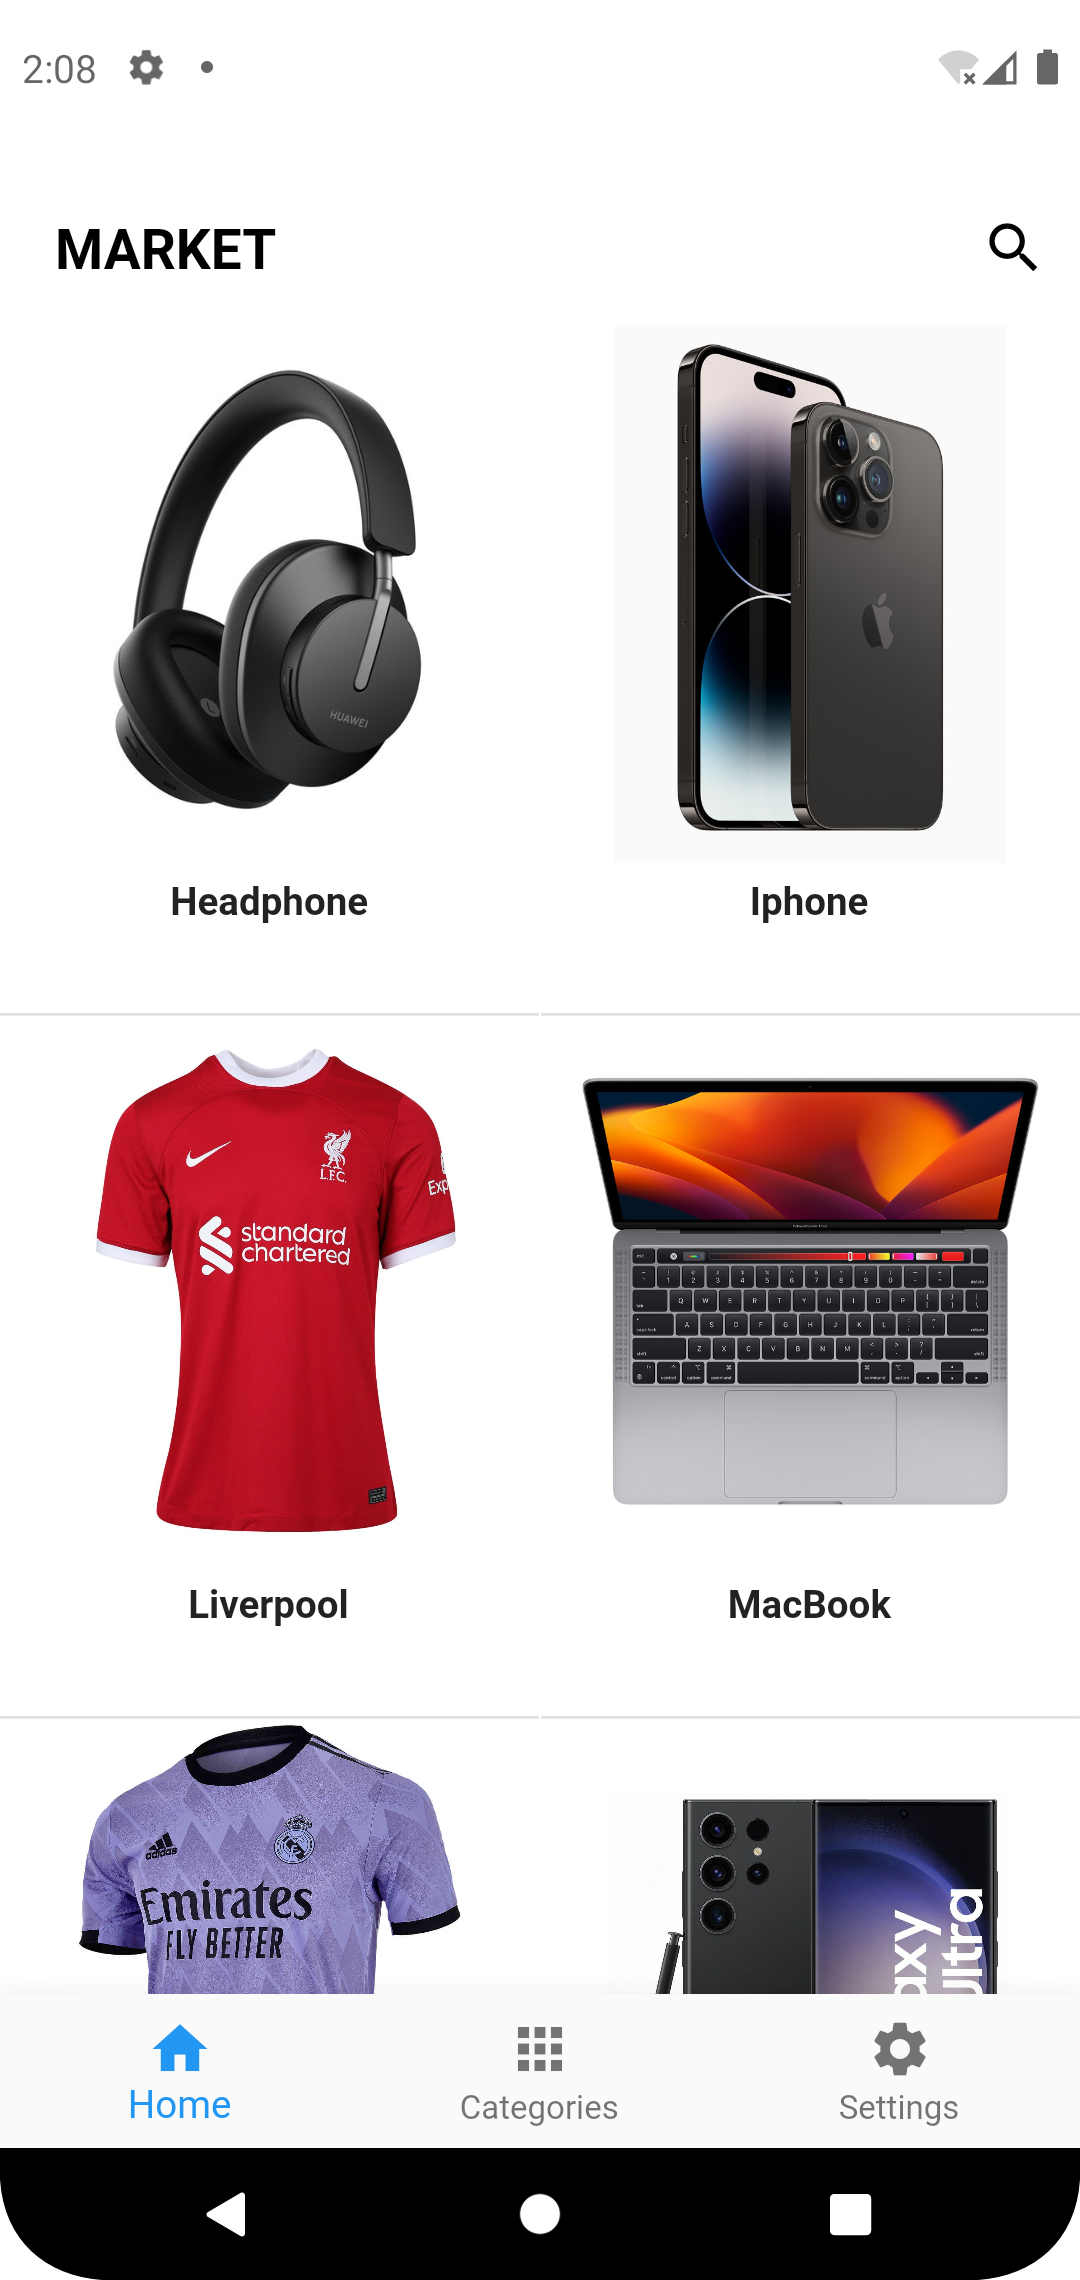 2:08
MARKET
L
HUAWEI
Headphone
Iphone
L.F.C.
Exp
standard
chartered
Liverpool
MacBook
adidas
Emirates
FLY BETTER
axy
Ultra
Home
Categories
Settings